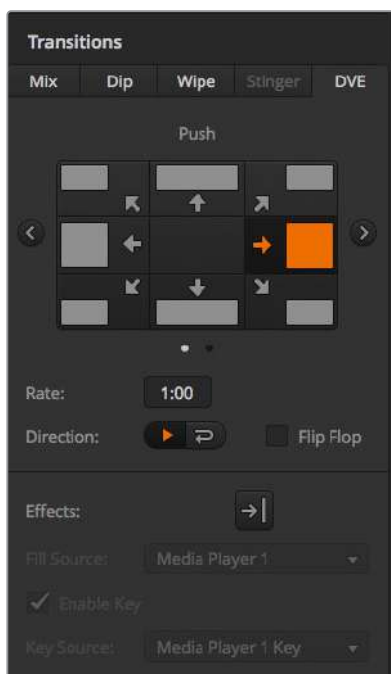 Transitions
Mix Dip Wipe Stinger DVE
Push
Rate: 1:00
Direction: Flip Flop
Effects:
Fill Source: Media Player 1
Enable Key
Key Source: Media Player 1 Key